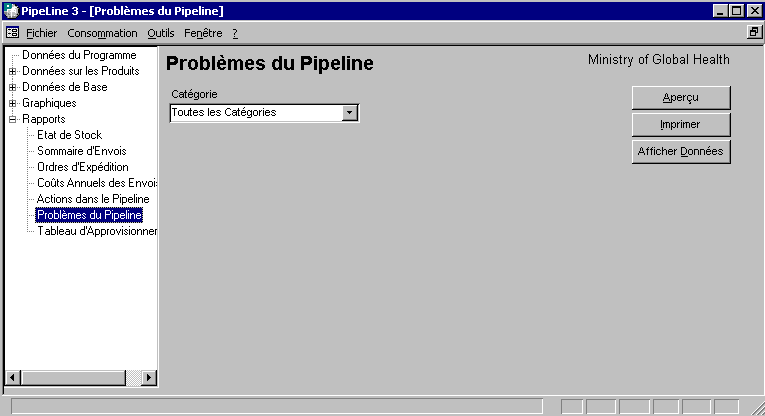 PipeLine 3 - [Problèmes du Pipeline]
Fichier Consommation Outils Fenêtre ?
Données du Programme
Données sur les Produits
Données de Base
Graphiques
Rapports
Etat de Stock
Sommaire d'Envois
Ordres d'Expédition
Coûts Annuels des Envois
Actions dans le Pipeline
Problèmes du Pipeline
Tableau d'Approvisionner
Problèmes du Pipeline
Ministry of Global Health
Catégorie
Toutes les Catégories
Aperçu
Imprimer
Afficher Données